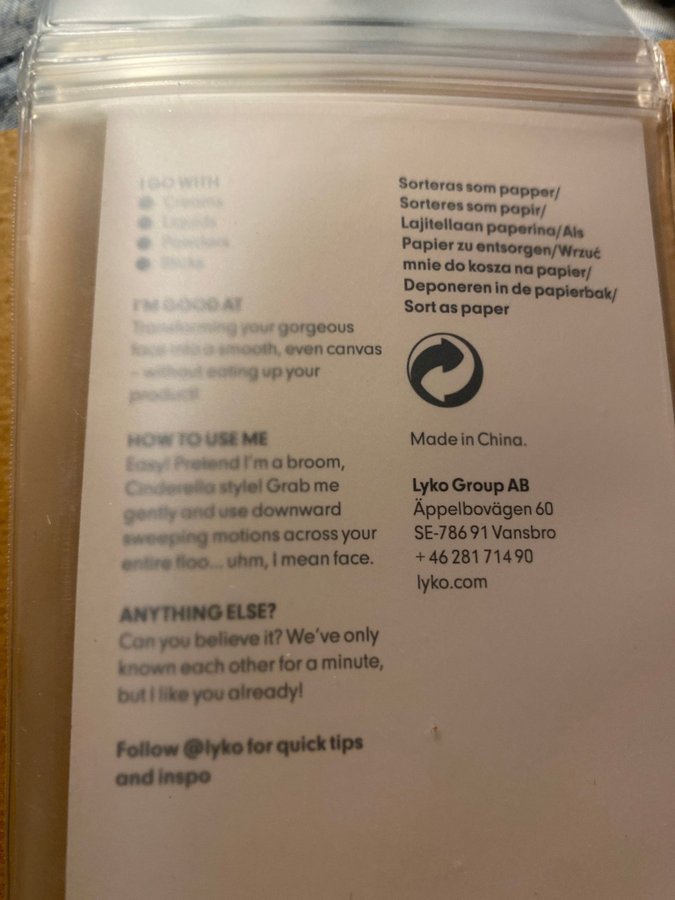 I GO WITH
Creams
Liquids
Powders
Sticks
I'M GOOD AT
Transforming your gorgeous
face into a smooth, even canvas
– without eating up your
product!
HOW TO USE ME
Easy! Pretend I'm a broom,
Cinderella style! Grab me
gently and use downward
sweeping motions across your
entire floo... uhm, I mean face.
ANYTHING ELSE?
Can you believe it? We've only
known each other for a minute,
but I like you already!
Follow @lyko for quick tips
and inspo
Sorteras som papper/
Sorteres som papir/
Lajitellaan paperina/Als
Papier zu entsorgen/Wrzuć
mnie do kosza na papier/
Deponeren in de papierbak/
Sort as paper
Made in China.
Lyko Group AB
Äppelbovägen 60
SE-786 91 Vansbro
+ 46 281 714 90
lyko.com